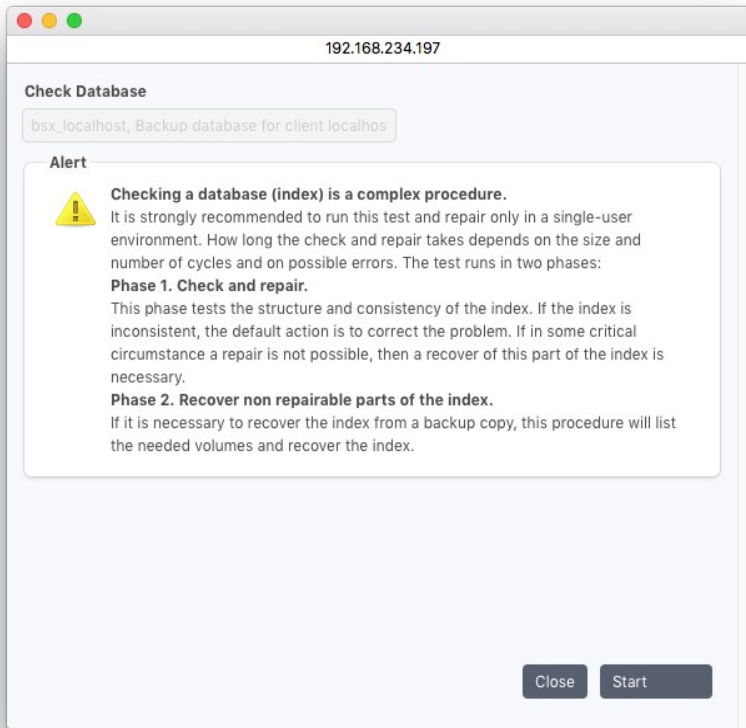 192.168.234.197
Check Database
bsx_localhost, Backup database for client localhos
Alert
Checking a database (index) is a complex procedure.
It is strongly recommended to run this test and repair only in a single-user
environment. How long the check and repair takes depends on the size and
number of cycles and on possible errors. The test runs in two phases:
Phase 1. Check and repair.
This phase tests the structure and consistency of the index. If the index is
inconsistent, the default action is to correct the problem. If in some critical
circumstance a repair is not possible, then a recover of this part of the index is
necessary.
Phase 2. Recover non repairable parts of the index.
If it is necessary to recover the index from a backup copy, this procedure will list
the needed volumes and recover the index.
Close Start